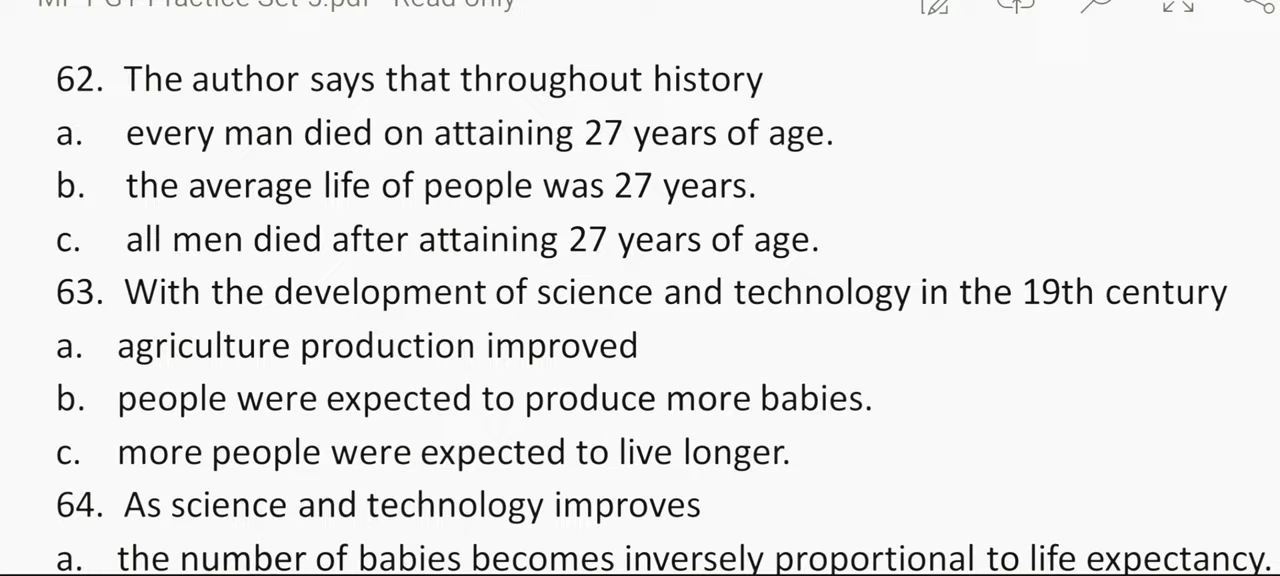 62. The author says that throughout history
a. every man died on attaining 27 years of age.
b. the average life of people was 27 years.
c. all men died after attaining 27 years of age.
63. With the development of science and technology in the 19th century
a. agriculture production improved
b. people were expected to produce more babies.
c. more people were expected to live longer.
64. As science and technology improves
a. the number of babies becomes inversely proportional to life expectancy.